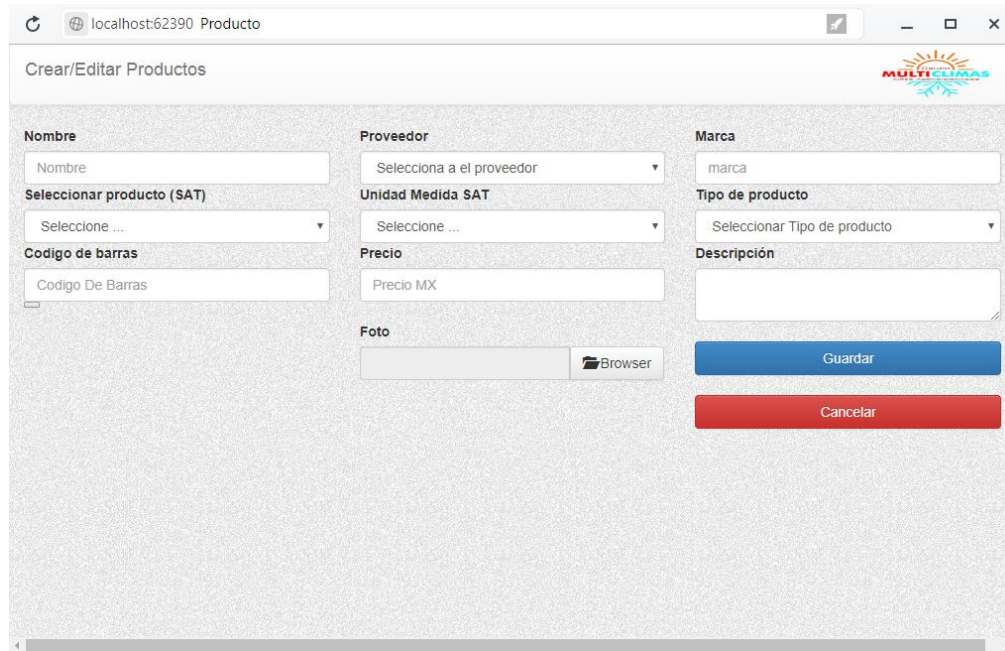 localhost:62390 Producto
Crear/Editar Productos
MULTICLIMAS
Nombre
Proveedor
Marca
Nombre
Selecciona a el proveedor
marca
Seleccionar producto (SAT)
Unidad Medida SAT
Tipo de producto
Seleccione ...
Seleccione ...
Seleccionar Tipo de producto
Codigo de barras
Precio
Descripción
Codigo De Barras
Precio MX
Foto
Browser
Guardar
Cancelar